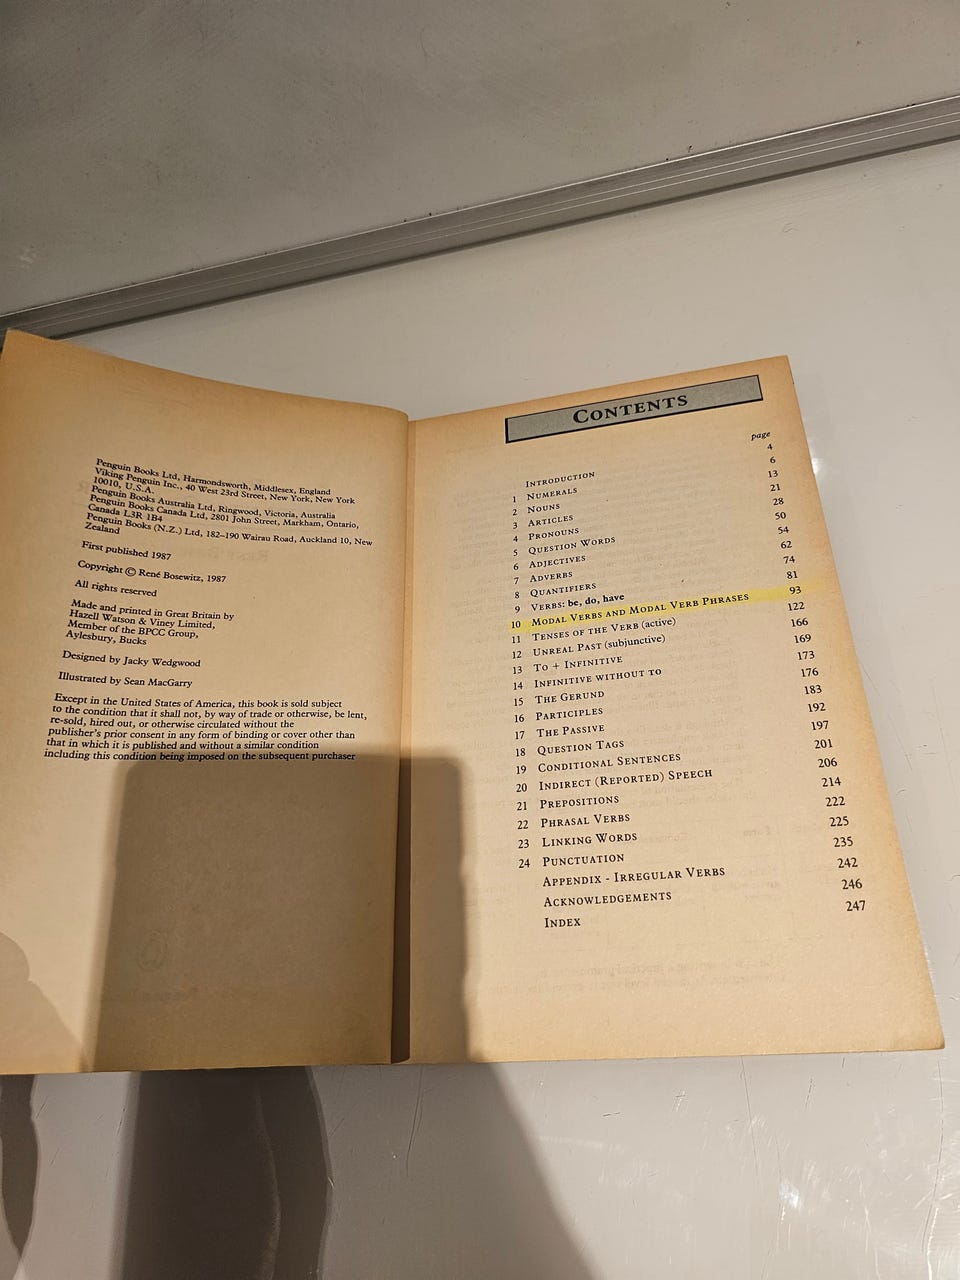 Penguin Books Ltd, Harmondsworth, Middlesex, England
Viking Penguin Inc., 40 West 23rd Street, New York, New York
10010, U.S.A.
Penguin Books Australia Ltd, Ringwood, Victoria, Australia
Penguin Books Canada Ltd, 2801 John Street, Markham, Ontario,
Canada L3R 1B4
Penguin Books (N.Z.) Ltd, 182–190 Wairau Road, Auckland 10, New
Zealand
First published 1987
Copyright © René Bosewitz, 1987
All rights reserved
Made and printed in Great Britain by
Hazell Watson & Viney Limited,
Member of the BPCC Group,
Aylesbury, Bucks
Designed by Jacky Wedgwood
Illustrated by Sean MacGarry
Except in the United States of America, this book is sold subject
to the condition that it shall not, by way of trade or otherwise, be lent,
re-sold, hired out, or otherwise circulated without the
publisher's prior consent in any form of binding or cover other than
that in which it is published and without a similar condition
including this condition being imposed on the subsequent purchaser
CONTENTS
page
INTRODUCTION 4
1 NUMERALS 6
2 NOUNS 13
3 ARTICLES 21
4 PRONOUNS 28
5 QUESTION WORDS 50
6 ADJECTIVES 54
7 ADVERBS 62
8 QUANTIFIERS 74
9 VERBS: be, do, have 81
10 MODAL VERBS AND MODAL VERB PHRASES 93
11 TENSES OF THE VERB (active) 122
12 UNREAL PAST (subjunctive) 166
13 TO + INFINITIVE 169
14 INFINITIVE WITHOUT TO 173
15 THE GERUND 176
16 PARTICIPLES 183
17 THE PASSIVE 192
18 QUESTION TAGS 197
19 CONDITIONAL SENTENCES 201
20 INDIRECT (REPORTED) SPEECH 206
21 PREPOSITIONS 214
22 PHRASAL VERBS 222
23 LINKING WORDS 225
24 PUNCTUATION 235
APPENDIX - IRREGULAR VERBS 242
ACKNOWLEDGEMENTS 246
INDEX 247